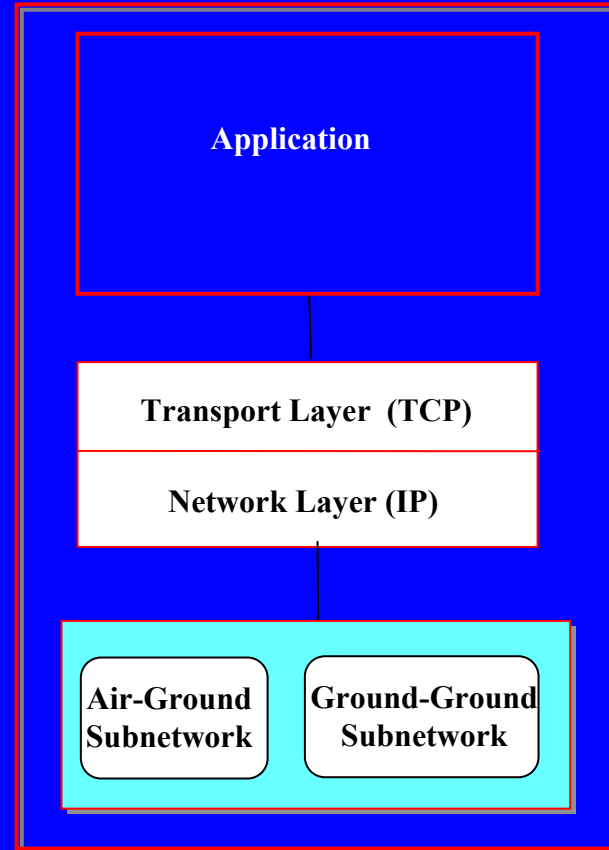 Application
Transport Layer  (TCP)
Network Layer (IP)
Air-Ground
Subnetwork
Ground-Ground
Subnetwork